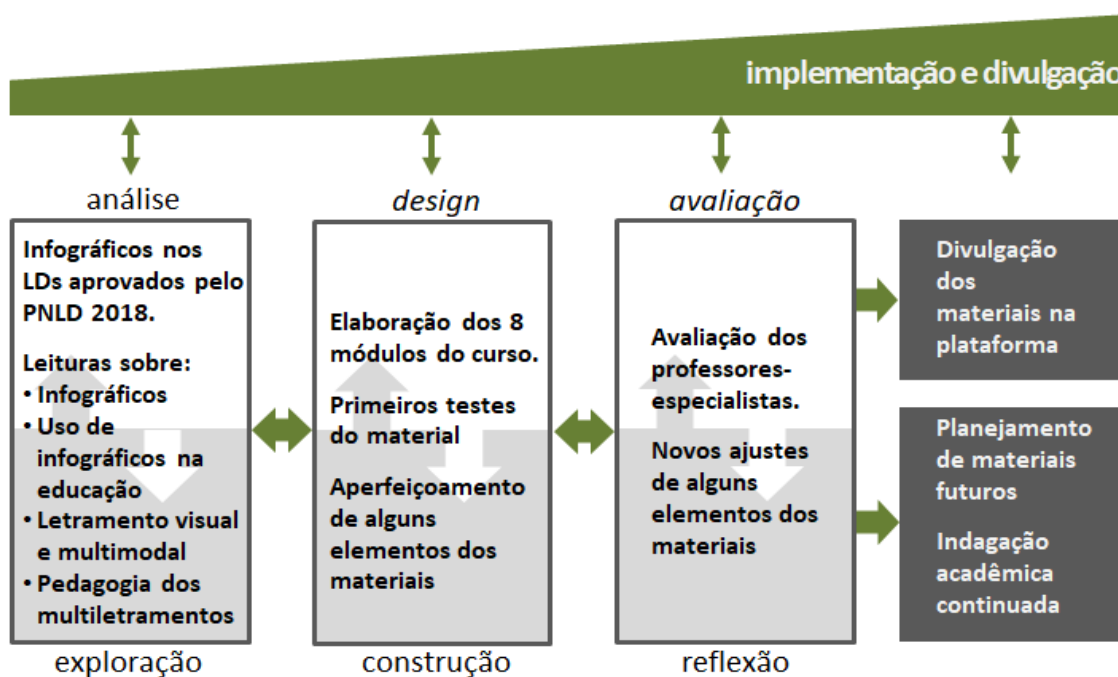 implementação e divulgação
análise
Infográficos nos
LDs aprovados pelo
PNLD 2018.
Leituras sobre:
• Infográficos
• Uso de
infográficos na
educação
• Letramento visual
e multimodal
• Pedagogia dos
multiletramentos
exploração
design
Elaboração dos 8
módulos do curso.
Primeiros testes
do material
Aperfeiçoamento
de alguns
elementos dos
materiais
construção
avaliação
Avaliação dos
professores-
especialistas.
Novos ajustes
de alguns
elementos dos
materiais
reflexão
Divulgação
dos
materiais na
plataforma
Planejamento
de materiais
futuros
Indagação
acadêmica
continuada